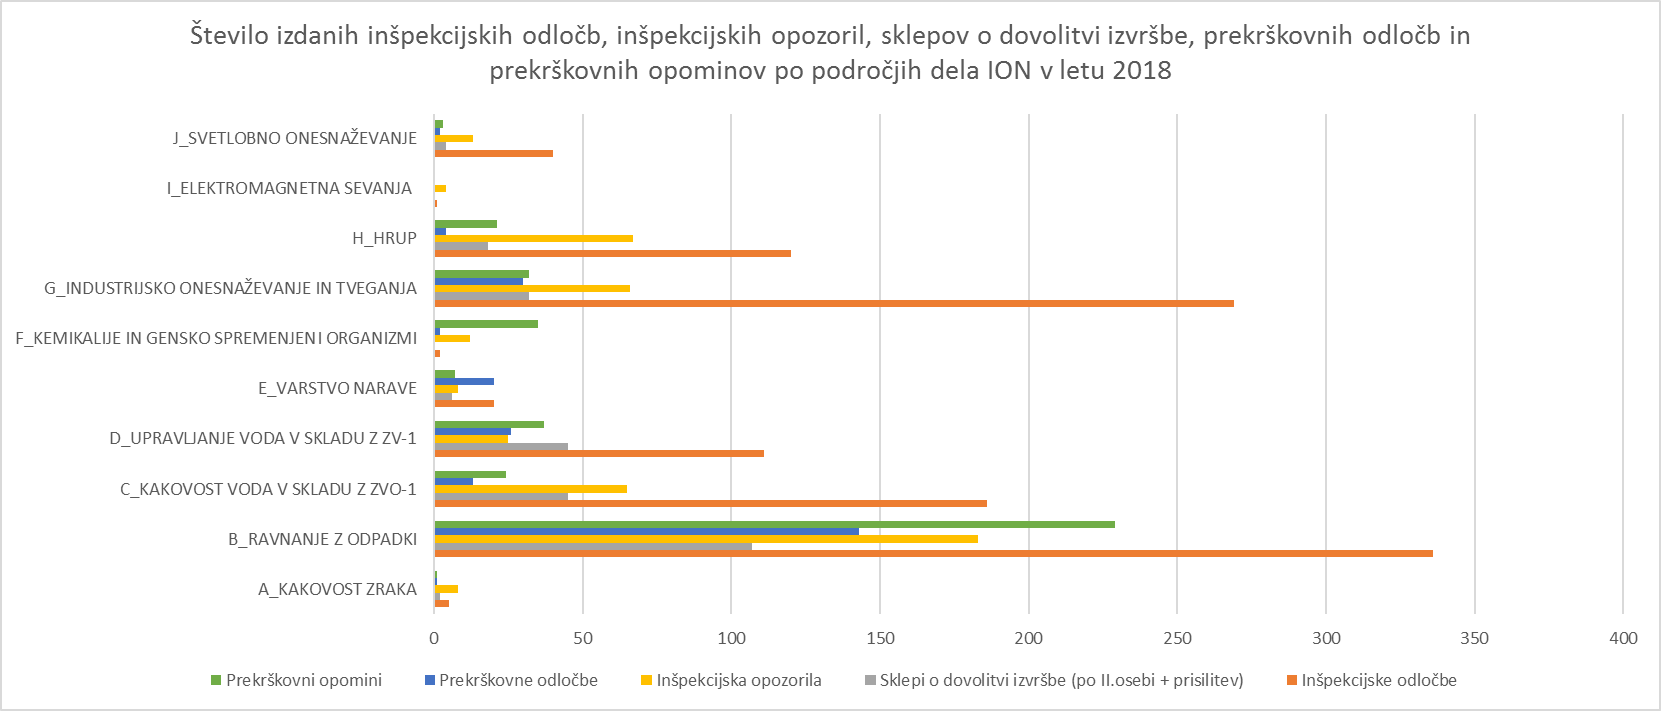 Število izdanih inšpekcijskih odločb, inšpekcijskih opozoril, sklepov o dovolitvi izvršbe, prekrškovnih odločb in
prekrškovnih opominov po področjih dela ION v letu 2018
J_SVETLOBNO ONESNAŽEVANJE
I_ELEKTROMAGNETNA SEVANJA
H_HRUP
G_INDUSTRIJSKO ONESNAŽEVANJE IN TVEGANJA
F_KEMIKALIJE IN GENSKO SPREMENJENI ORGANIZMI
E_VARSTVO NARAVE
D_UPRAVLJANJE VODA V SKLADU Z ZV-1
C_KAKOVOST VODA V SKLADU Z ZVO-1
B_RAVNANJE Z ODPADKI
A_KAKOVOST ZRAKA
0 50 100 150 200 250 300 350 400
Prekrškovni opomini Prekrškovne odločbe Inšpekcijska opozorila Sklepi o dovolitvi izvršbe (po II.osebi + prisilitev) Inšpekcijske odločbe